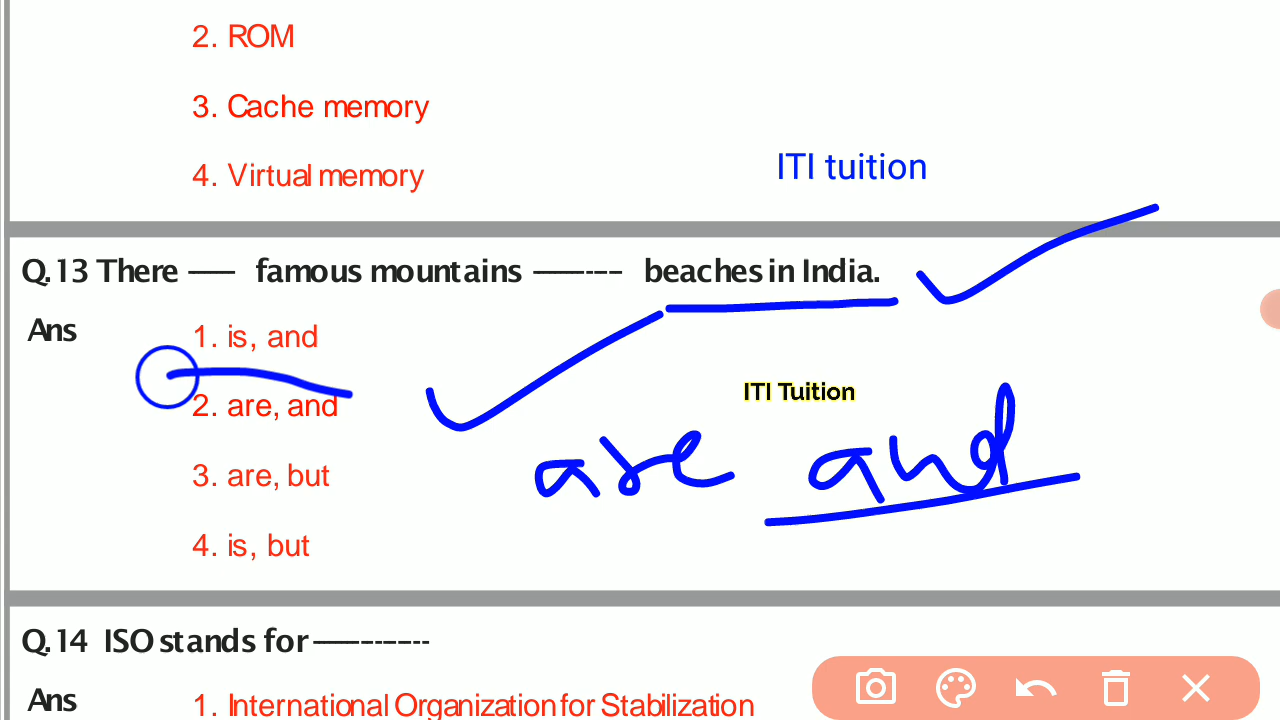 2. ROM
3. Cache memory
4. Virtual memory
ITI tuition
Q.13 There ---- famous mountains ------- beaches in India.
Ans 1. is, and
2. are, and
ITI Tuition
are and
3. are, but
4. is, but
Q.14 ISO stands for -----------
Ans 1. International Organization for Stabilization